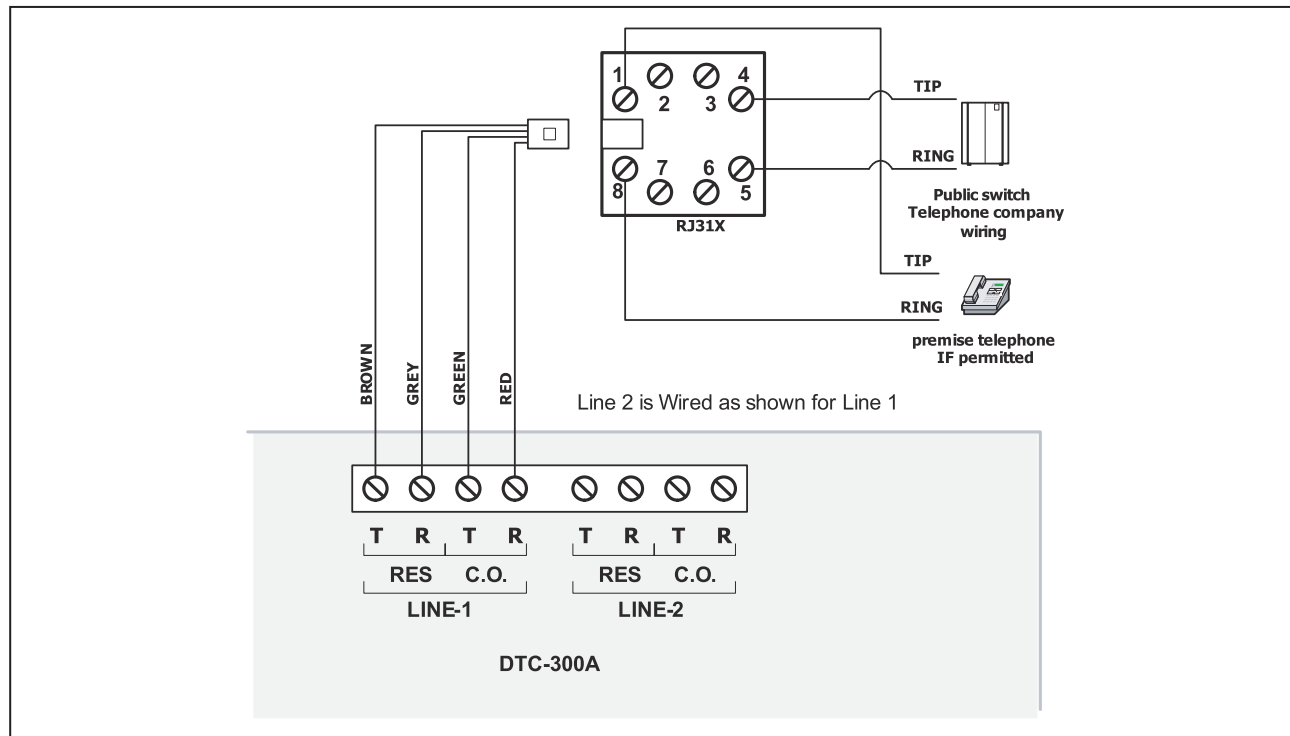 1
4
2 3
7 6
8 5
RJ31X
TIP
RING
Public switch
Telephone company
wiring
TIP
RING
premise telephone
IF permitted
BROWN
GREY
GREEN
RED
Line 2 is Wired as shown for Line 1
T R T R T R T R
RES C.O. RES C.O.
LINE-1 LINE-2
DTC-300A